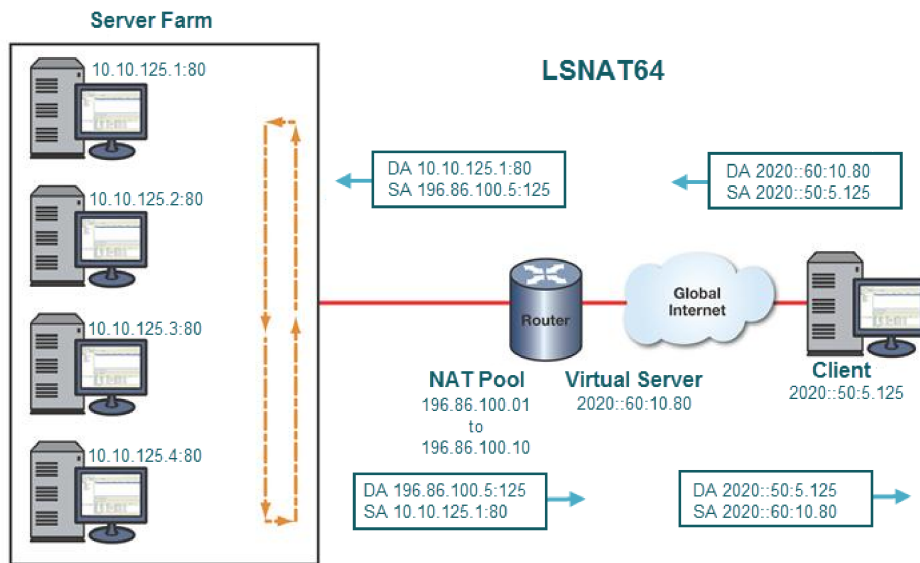 Server Farm
10.10.125.1:80
LSNAT64
DA 10.10.125.1:80
SA 196.86.100.5:125
DA 2020::60:10.80
SA 2020::50:5.125
10.10.125.2:80
Global
Internet
Router
10.10.125.3:80
NAT Pool
196.86.100.01
to
196.86.100.10
Virtual Server
2020::60:10.80
Client
2020::50:5.125
10.10.125.4:80
DA 196.86.100.5:125
SA 10.10.125.1:80
DA 2020::50:5.125
SA 2020::60:10.80